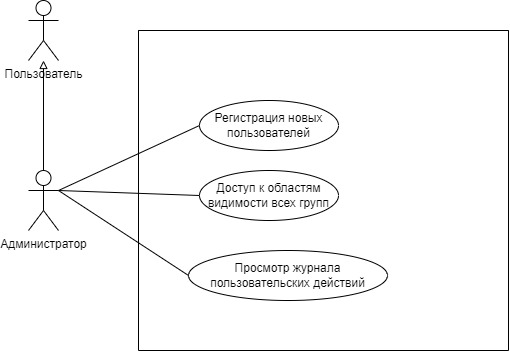 Пользователь
Регистрация новых
пользователей
Доступ к областям
видимости всех групп
Администратор
Просмотр журнала
пользовательских действий